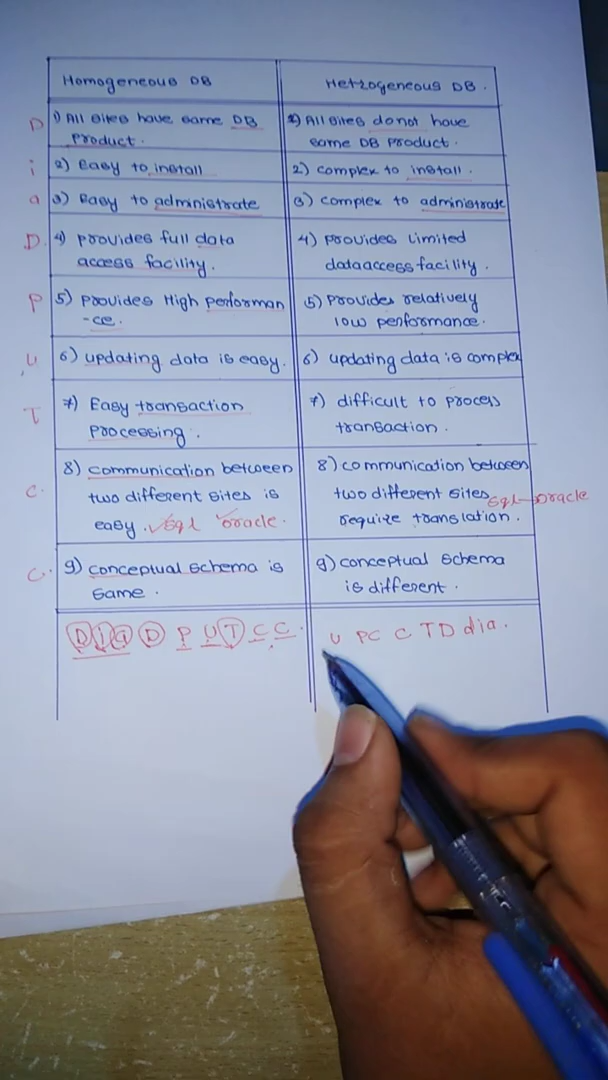 Homogeneous DB
Hetrogeneous DB.
D
1) All sites have same DB
product.
1) All sites donot have
same DB product.
i
2) Easy to install
2) complex to install.
a
3) Easy to administrate
3) complex to administrate
D.
4) provides full data
access facility.
4) provides Limited
dataaccess facility.
P
5) provides High performan
-ce.
5) provides relatively
low performance.
U
6) updating data is easy.
6) updating data is complex
T
7) Easy transaction
processing.
7) difficult to process
transaction.
C.
8) communication between
two different sites is
easy. ✓sql ✓oracle.
8) communication between
two different sites sql→oracle
require translation.
C.
9) conceptual schema is
same.
9) conceptual schema
is different.
D i a D P U T C C.
U PC C TD dia.